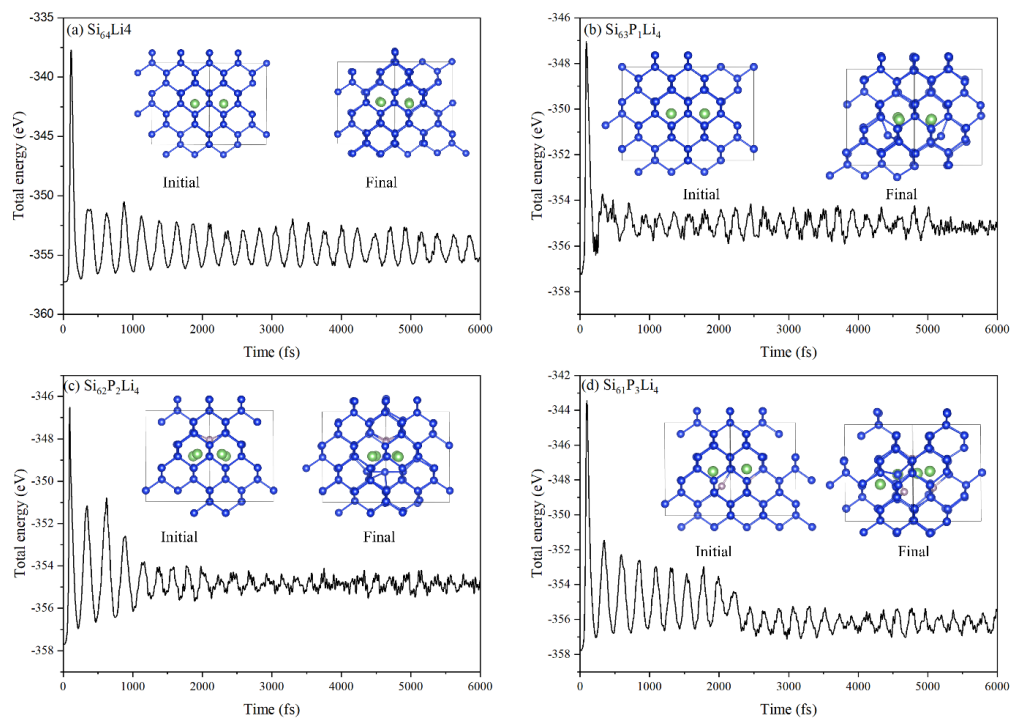 (a) Si₆₄Li4
Total energy (eV)
-335
-340
-345
-350
-355
-360
Initial
Final
0 1000 2000 3000 4000 5000 6000
Time (fs)
(b) Si₆₃P₁Li₄
Total energy (eV)
-346
-348
-350
-352
-354
-355
-358
Initial
Final
0 1000 2000 3000 4000 5000 6000
Time (fs)
(c) Si₆₂P₂Li₄
Total energy (eV)
-346
-348
-350
-352
-354
-356
-358
Initial
Final
0 1000 2000 3000 4000 5000 6000
Time (fs)
(d) Si₆₁P₃Li₄
Total energy (eV)
-342
-344
-346
-348
-350
-352
-354
-356
-358
Initial
Final
0 1000 2000 3000 4000 5000 6000
Time (fs)